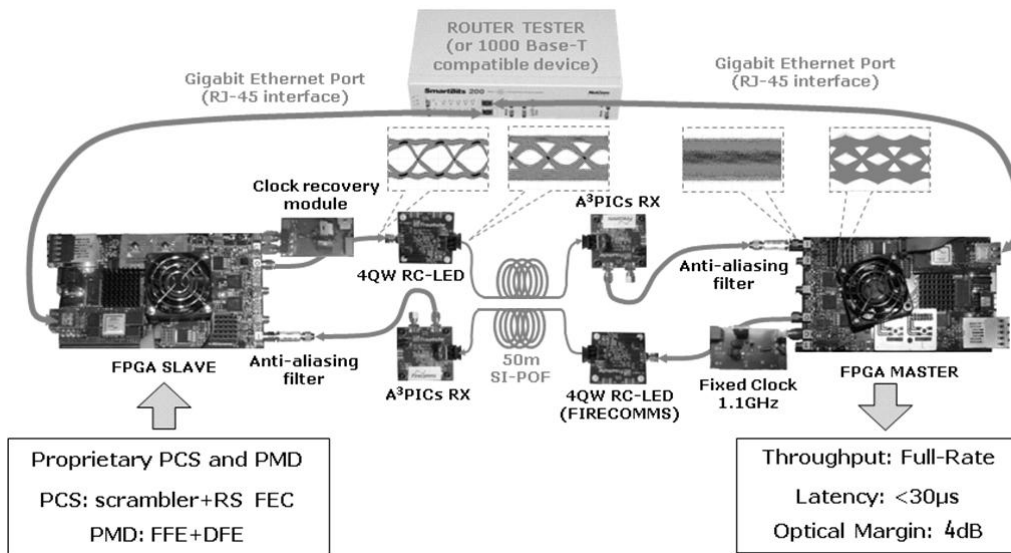 ROUTER TESTER
(or 1000 Base-T
compatible device)
SmartBits 200
Gigabit Ethernet Port
(RJ-45 interface)
Gigabit Ethernet Port
(RJ-45 interface)
Clock recovery
module
4QW RC-LED
A³PICs RX
Anti-aliasing
filter
FPGA SLAVE
Anti-aliasing
filter
A³PICs RX
50m
SI-POF
4QW RC-LED
(FIRECOMMS)
Fixed Clock
1.1GHz
FPGA MASTER
Proprietary PCS and PMD
PCS: scrambler+RS FEC
PMD: FFE+DFE
Throughput: Full-Rate
Latency: <30µs
Optical Margin: 4dB